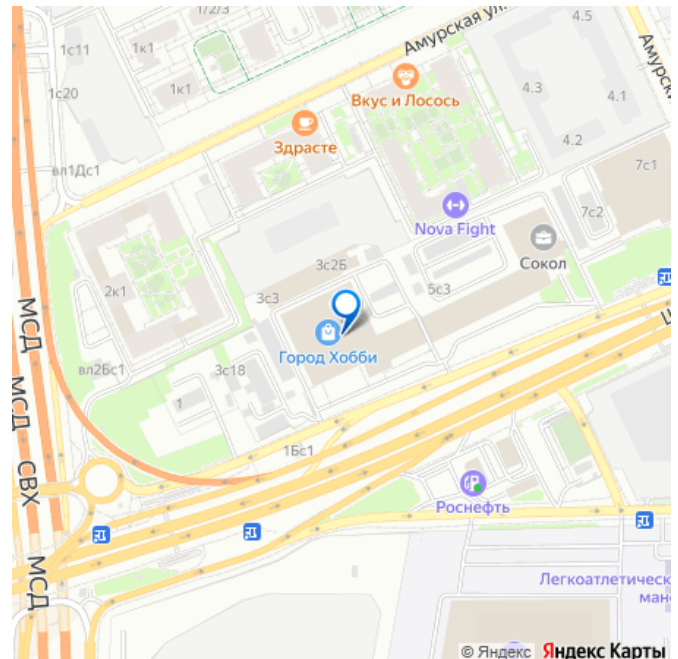 1/2/3
Амурская ул.
4.5
1с11
1к1
1к1
1с20
Вкус и Лосось
4.3
4.1
Здрасте
4.2
вл1Дс1
7с1
Nova Fight
7с2
Сокол
3с2Б
2к1
3с3
5с3
МСД
Город Хобби
вл2Бс1
3с18
МСД
1
1Бс1
СВХ
Роснефть
МСД
Легкоатлетическ
ман
© Яндекс Яндекс Карты